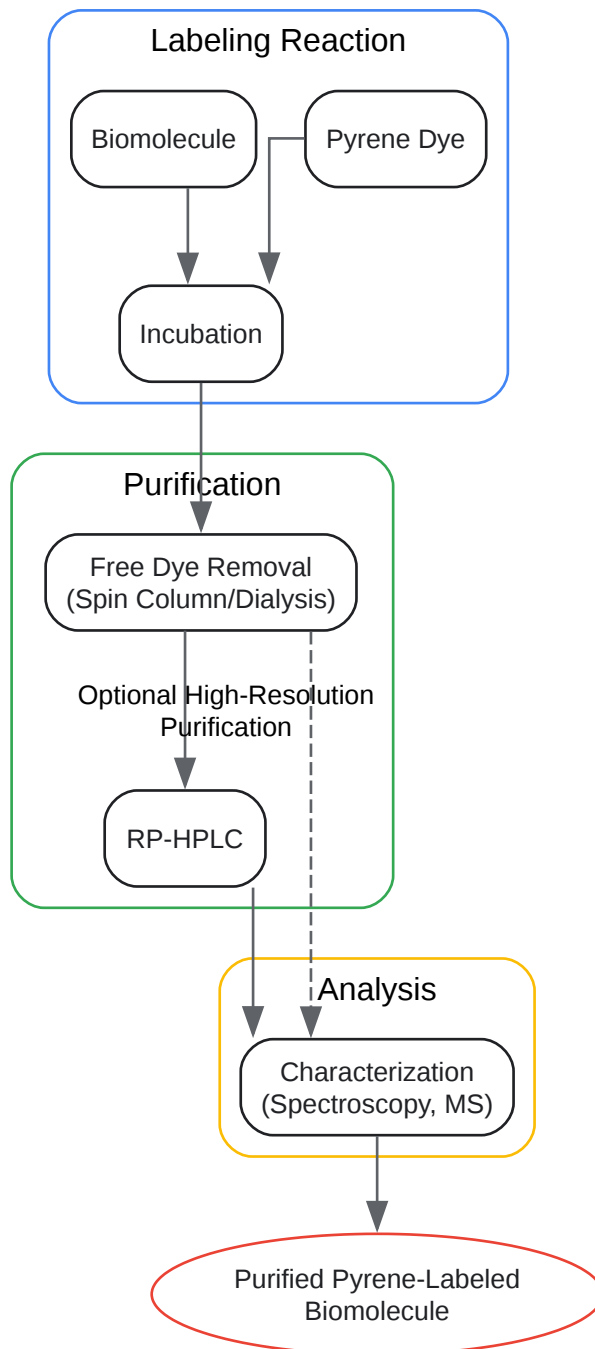 Labeling Reaction
Biomolecule
Pyrene Dye
Incubation
Purification
Free Dye Removal
(Spin Column/Dialysis)
Optional High-Resolution
Purification
RP-HPLC
Analysis
Characterization
(Spectroscopy, MS)
Purified Pyrene-Labeled
Biomolecule